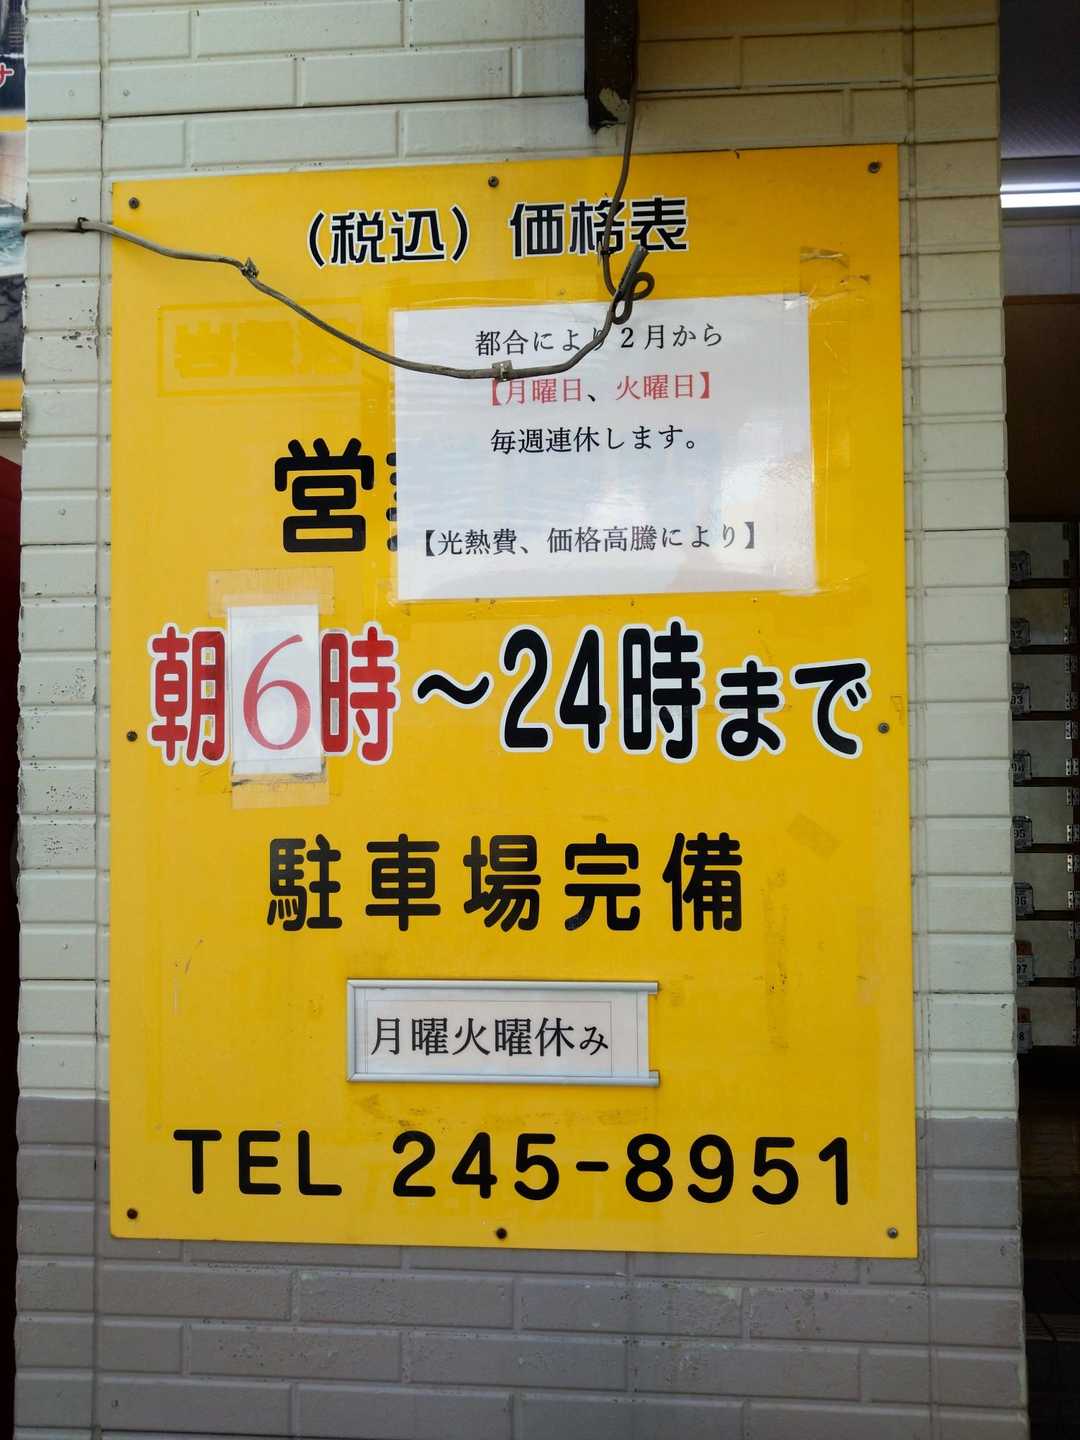 (税込) 価格表
都合により2月から
【月曜日、火曜日】
毎週連休します。
【光熱費、価格高騰により】
営
朝6時〜24時まで
駐車場完備
月曜火曜休み
TEL 245-8951